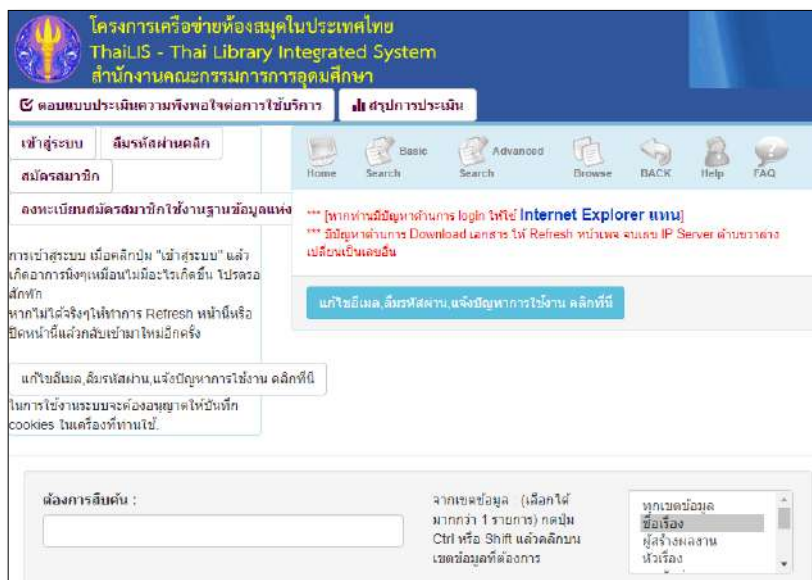 โครงการเครือข่ายห้องสมุดในประเทศไทย
ThaiLIS - Thai Library Integrated System
สำนักงานคณะกรรมการการอุดมศึกษา
ตอบแบบประเมินความพึงพอใจต่อการใช้บริการ
สรุปการประเมิน
เข้าสู่ระบบ
ลืมรหัสผ่านคลิก
สมัครสมาชิก
ลงทะเบียนสมัครสมาชิกใช้งานฐานข้อมูลแห่ง
การเข้าสู่ระบบ เมื่อคลิกปุ่ม "เข้าสู่ระบบ" แล้ว
เกิดอาการนิ่งๆเหมือนไม่มีอะไรเกิดขึ้น โปรดรอ
สักพัก
หากไม่ได้จริงๆให้ทำการ Refresh หน้านี้หรือ
ปิดหน้านี้แล้วกลับเข้ามาใหม่อีกครั้ง
แก้ไขอีเมล,ลืมรหัสผ่าน,แจ้งปัญหาการใช้งาน คลิกที่นี่
ในการใช้งานระบบจะต้องอนุญาตให้บันทึก
cookies ในเครื่องที่ท่านใช้.
Home
Basic Search
Advanced Search
Browse
BACK
Help
FAQ
*** [หากท่านมีปัญหาด้านการ login ให้ใช้ Internet Explorer แทน]
*** มีปัญหาด้านการ Download เอกสาร ให้ Refresh หน้าเพจ จนเลข IP Server ด้านขวาล่าง
เปลี่ยนเป็นเลขอื่น
แก้ไขอีเมล,ลืมรหัสผ่าน,แจ้งปัญหาการใช้งาน คลิกที่นี่
ต้องการสืบค้น :
จากเขตข้อมูล (เลือกได้
มากกว่า 1 รายการ) กดปุ่ม
Ctrl หรือ Shift แล้วคลิกบน
เขตข้อมูลที่ต้องการ
ทุกเขตข้อมูล
ชื่อเรื่อง
ผู้สร้างผลงาน
หัวเรื่อง